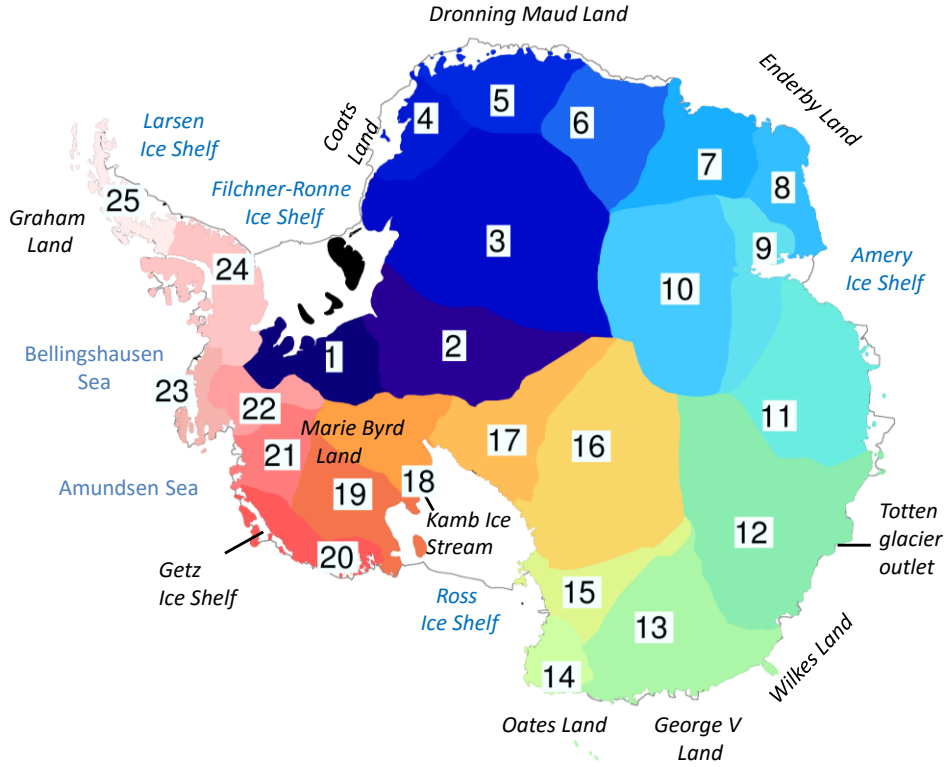 Dronning Maud Land
Enderby Land
Coats
Land
Larsen
Ice Shelf
Filchner-Ronne
Ice Shelf
Graham
Land
Amery
Ice Shelf
Bellingshausen
Sea
Marie Byrd
Land
Amundsen Sea
Kamb Ice
Stream
Totten
glacier
outlet
Getz
Ice Shelf
Ross
Ice Shelf
Wilkes Land
Oates Land
George V
Land
1
2
3
4
5
6
7
8
9
10
11
12
13
14
15
16
17
18
19
20
21
22
23
24
25